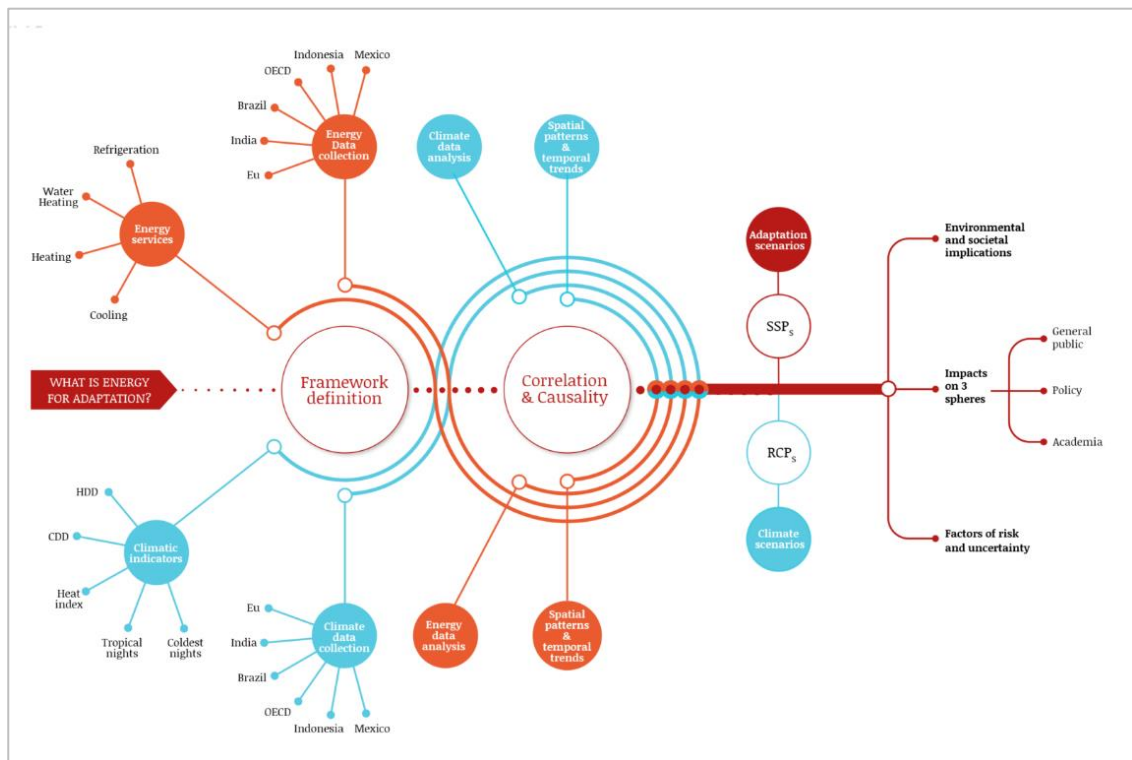 Indonesia
Mexico
OECD
Brazil
India
Eu
Energy
Data
collection
Refrigeration
Water
Heating
Heating
Cooling
Energy
services
Climate
data
analysis
Spatial
patterns
&
temporal
trends
Adaptation
scenarios
SSPs
Environmental
and societal
implications
WHAT IS ENERGY
FOR ADAPTATION?
Framework
definition
Correlation
& Causality
Impacts
on 3
spheres
General
public
Policy
Academia
RCPs
Climate
scenarios
Factors of risk
and uncertainty
HDD
CDD
Heat
index
Tropical
nights
Coldest
nights
Climatic
indicators
Eu
India
Brazil
OECD
Indonesia
Mexico
Climate
data
collection
Energy
data
analysis
Spatial
patterns
&
temporal
trends